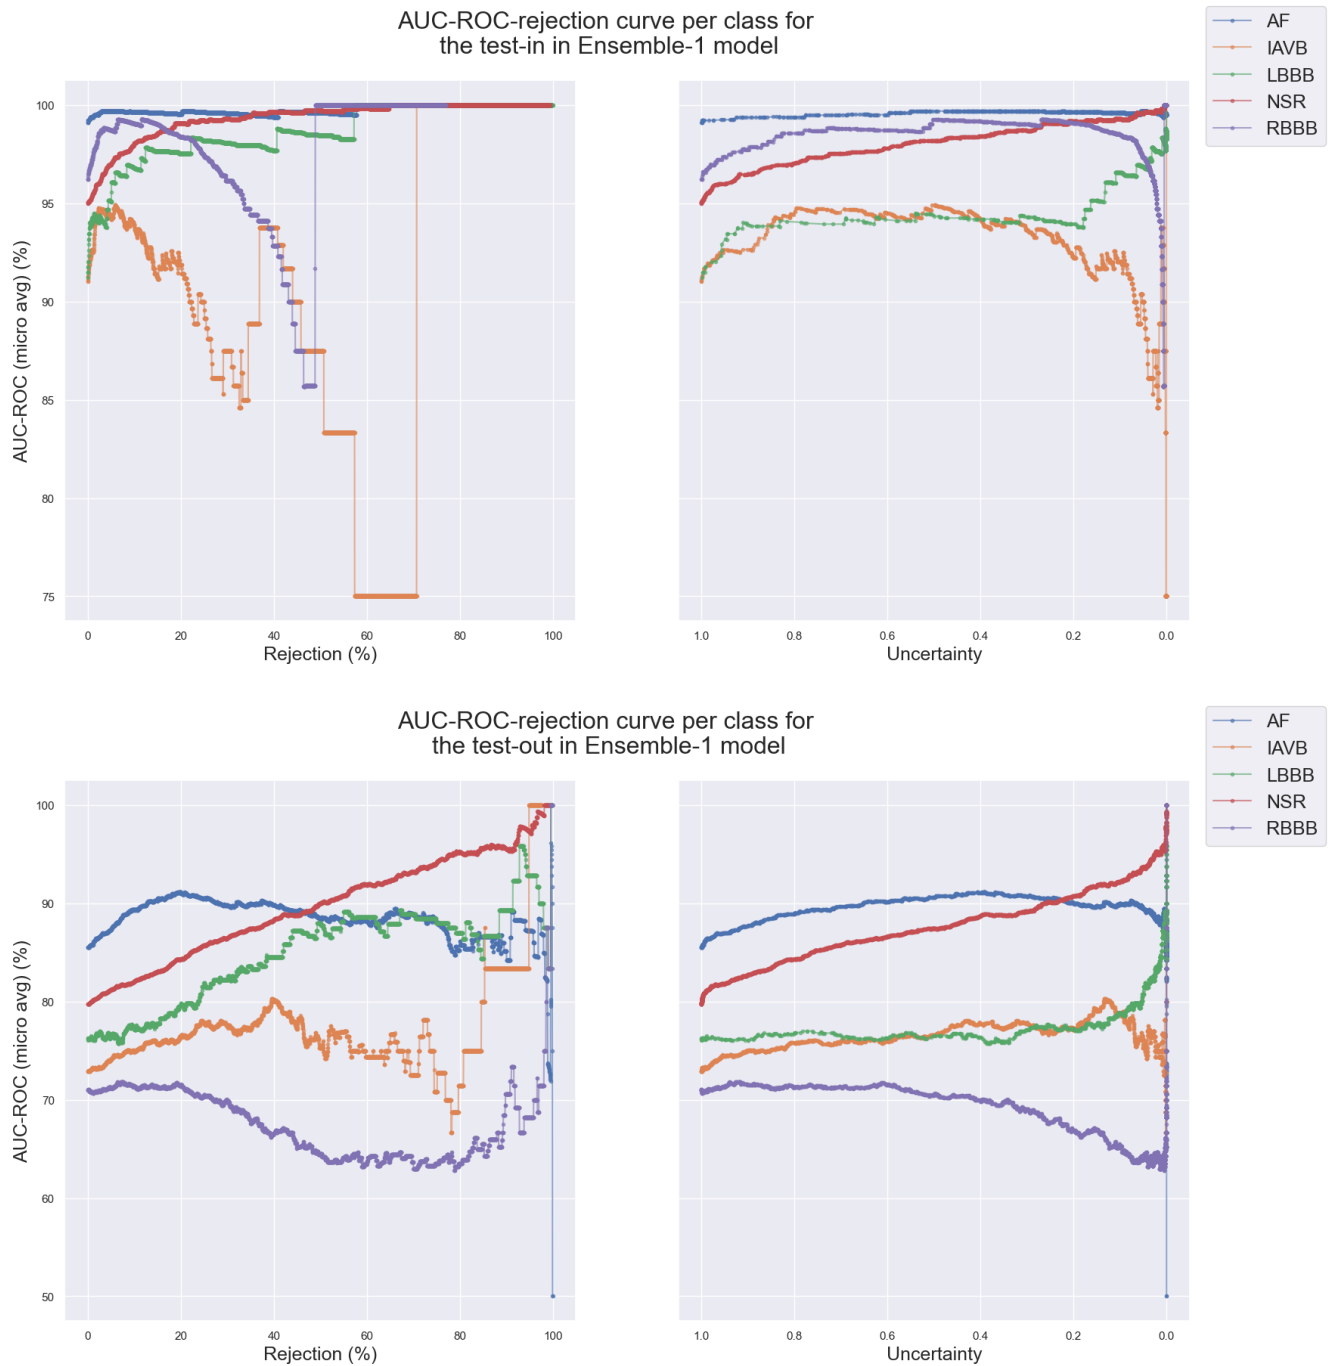 AUC-ROC-rejection curve per class for
the test-in in Ensemble-1 model
AF
IAVB
LBBB
NSR
RBBB
AUC-ROC (micro avg) (%)
100
95
90
85
80
75
0 20 40 60 80 100
Rejection (%)
1.0 0.8 0.6 0.4 0.2 0.0
Uncertainty
AUC-ROC-rejection curve per class for
the test-out in Ensemble-1 model
AF
IAVB
LBBB
NSR
RBBB
AUC-ROC (micro avg) (%)
100
90
80
70
60
50
0 20 40 60 80 100
Rejection (%)
1.0 0.8 0.6 0.4 0.2 0.0
Uncertainty